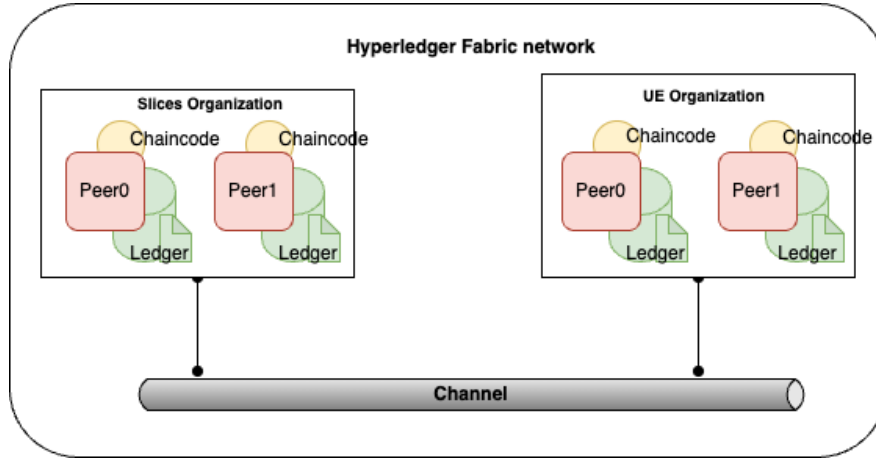 Hyperledger Fabric network
Slices Organization
Chaincode
Chaincode
Peer0
Peer1
Ledger
Ledger
UE Organization
Chaincode
Chaincode
Peer0
Peer1
Ledger
Ledger
Channel